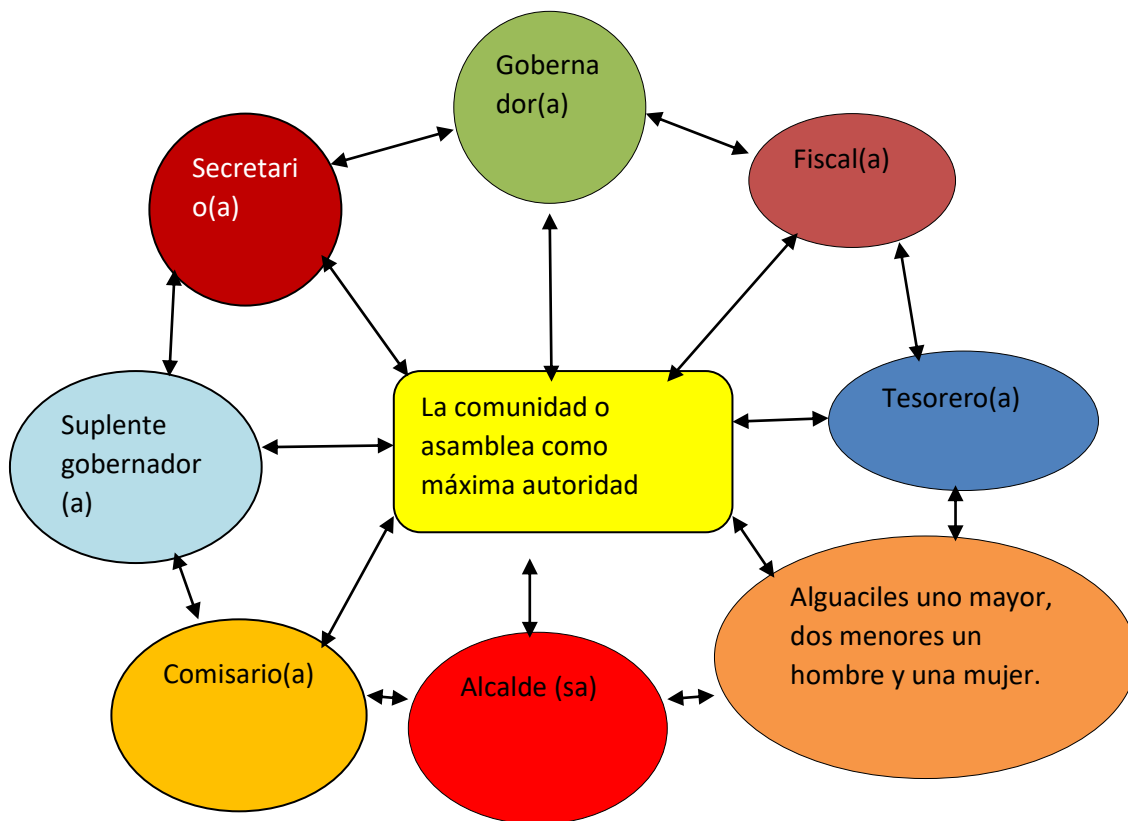 Goberna
dor(a)
Secretari
o(a)
Fiscal(a)
Suplente
gobernador
(a)
La comunidad o
asamblea como
máxima autoridad
Tesorero(a)
Comisario(a)
Alcalde (sa)
Alguaciles uno mayor,
dos menores un
hombre y una mujer.